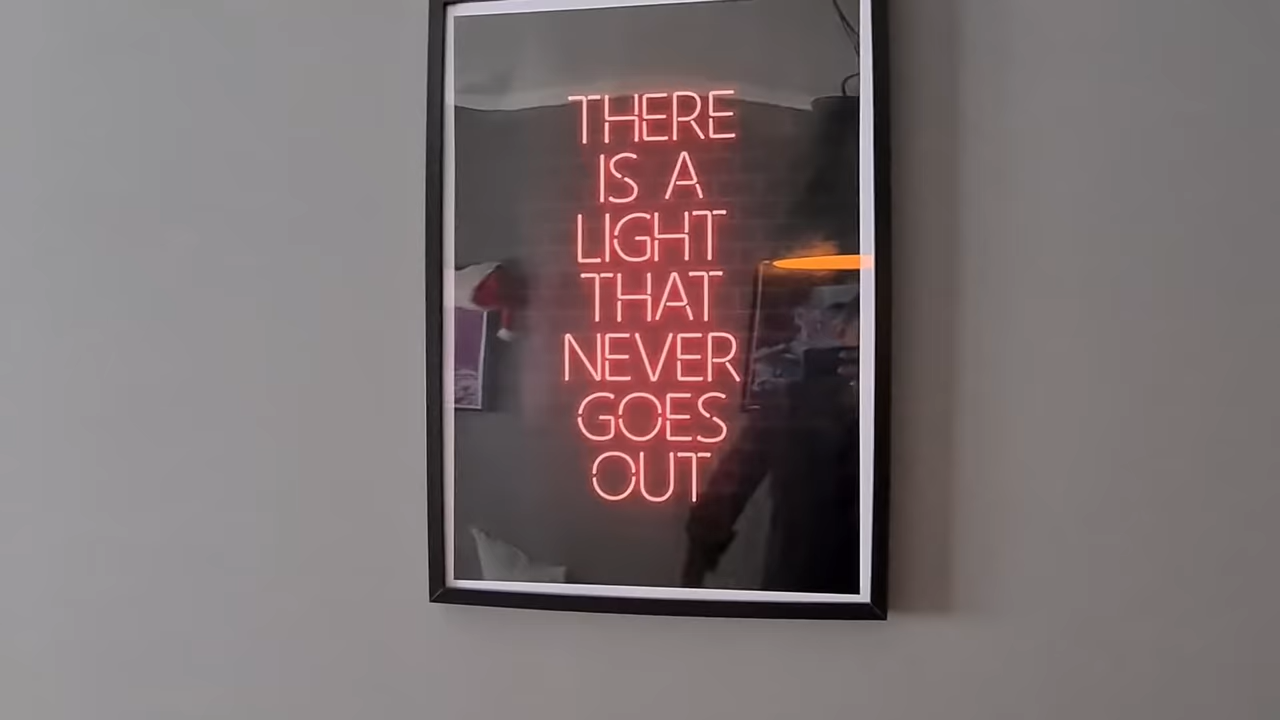 THERE
IS A
LIGHT
THAT
NEVER
GOES
OUT